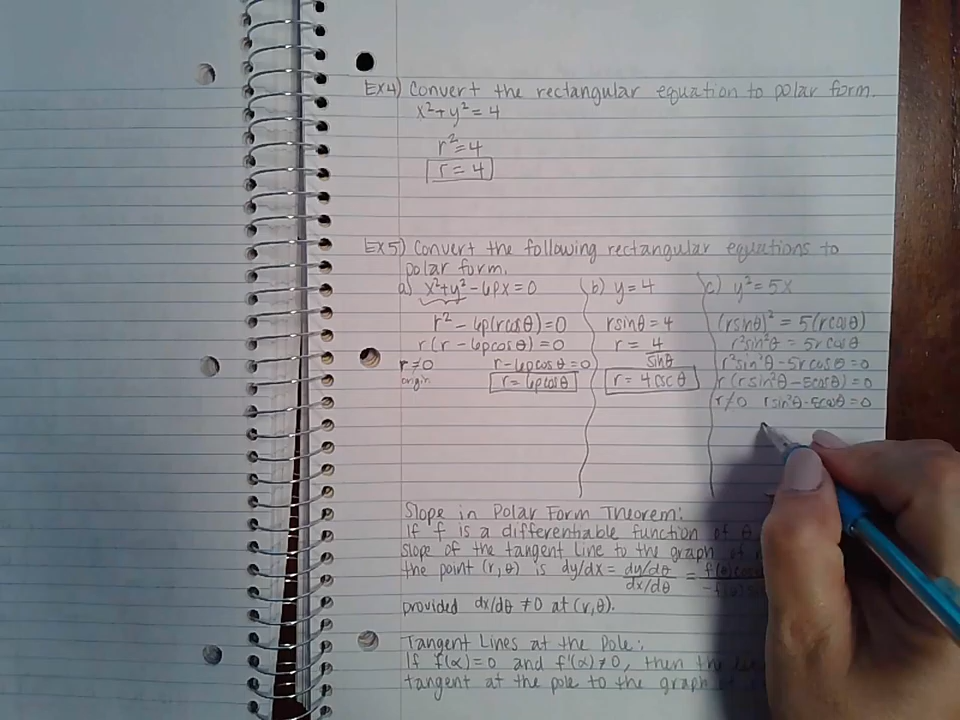 Ex4) Convert the rectangular equation to polar form.
x²+y²=4
r²=4
r=4
Ex5) Convert the following rectangular equations to
polar form.
a) x²+y²-6px=0
r²-6p(rcosθ)=0
r(r-6pcosθ)=0
r≠0 r-6pcosθ=0
origin r=6pcosθ
b) y=4
rsinθ=4
r=4/sinθ
r=4cscθ
c) y²=5x
(rsinθ)²=5(rcosθ)
r²sin²θ=5rcosθ
r²sin²θ-5rcosθ=0
r(rsin²θ-5cosθ)=0
r≠0 rsin²θ-5cosθ=0
Slope in Polar Form Theorem:
If f is a differentiable function of θ
slope of the tangent line to the graph of
the point (r,θ) is dy/dx = (dy/dθ)/(dx/dθ) =
provided dx/dθ≠0 at (r,θ).
Tangent Lines at the Pole:
If f(α)=0 and f'(α)≠0, then the
tangent at the pole to the graph